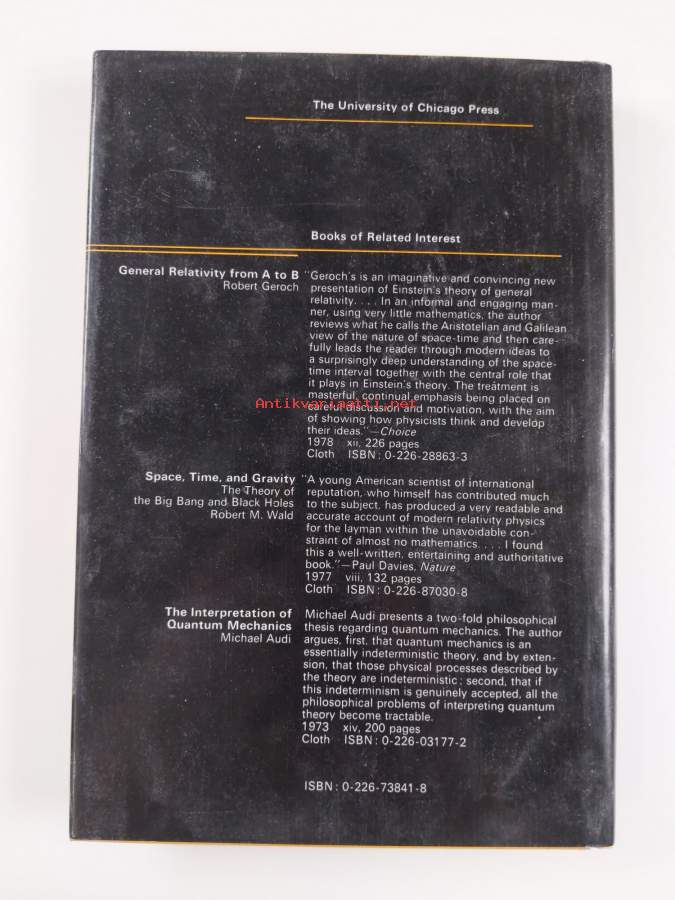 The University of Chicago Press
Books of Related Interest
General Relativity from A to B
Robert Geroch
"Geroch's is an imaginative and convincing new
presentation of Einstein's theory of general
relativity. . . . In an informal and engaging man-
ner, using very little mathematics, the author
reviews what he calls the Aristotelian and Galilean
view of the nature of space-time and then care-
fully leads the reader through modern ideas to
a surprisingly deep understanding of the space-
time interval together with the central role that
it plays in Einstein's theory. The treatment is
masterful, continual emphasis being placed on
careful discussion and motivation, with the aim
of showing how physicists think and develop
their ideas."—Choice
1978 xii, 226 pages
Cloth ISBN: 0-226-28863-3
Antikvariaatti.net
Space, Time, and Gravity
The Theory of
the Big Bang and Black Holes
Robert M. Wald
"A young American scientist of international
reputation, who himself has contributed much
to the subject, has produced a very readable and
accurate account of modern relativity physics
for the layman within the unavoidable con-
straint of almost no mathematics. . . . I found
this a well-written, entertaining and authoritative
book."—Paul Davies, Nature
1977 viii, 132 pages
Cloth ISBN: 0-226-87030-8
The Interpretation of
Quantum Mechanics
Michael Audi
Michael Audi presents a two-fold philosophical
thesis regarding quantum mechanics. The author
argues, first, that quantum mechanics is an
essentially indeterministic theory, and by exten-
sion, that those physical processes described by
the theory are indeterministic; second, that if
this indeterminism is genuinely accepted, all the
philosophical problems of interpreting quantum
theory become tractable.
1973 xiv, 200 pages
Cloth ISBN: 0-226-03177-2
ISBN: 0-226-73841-8